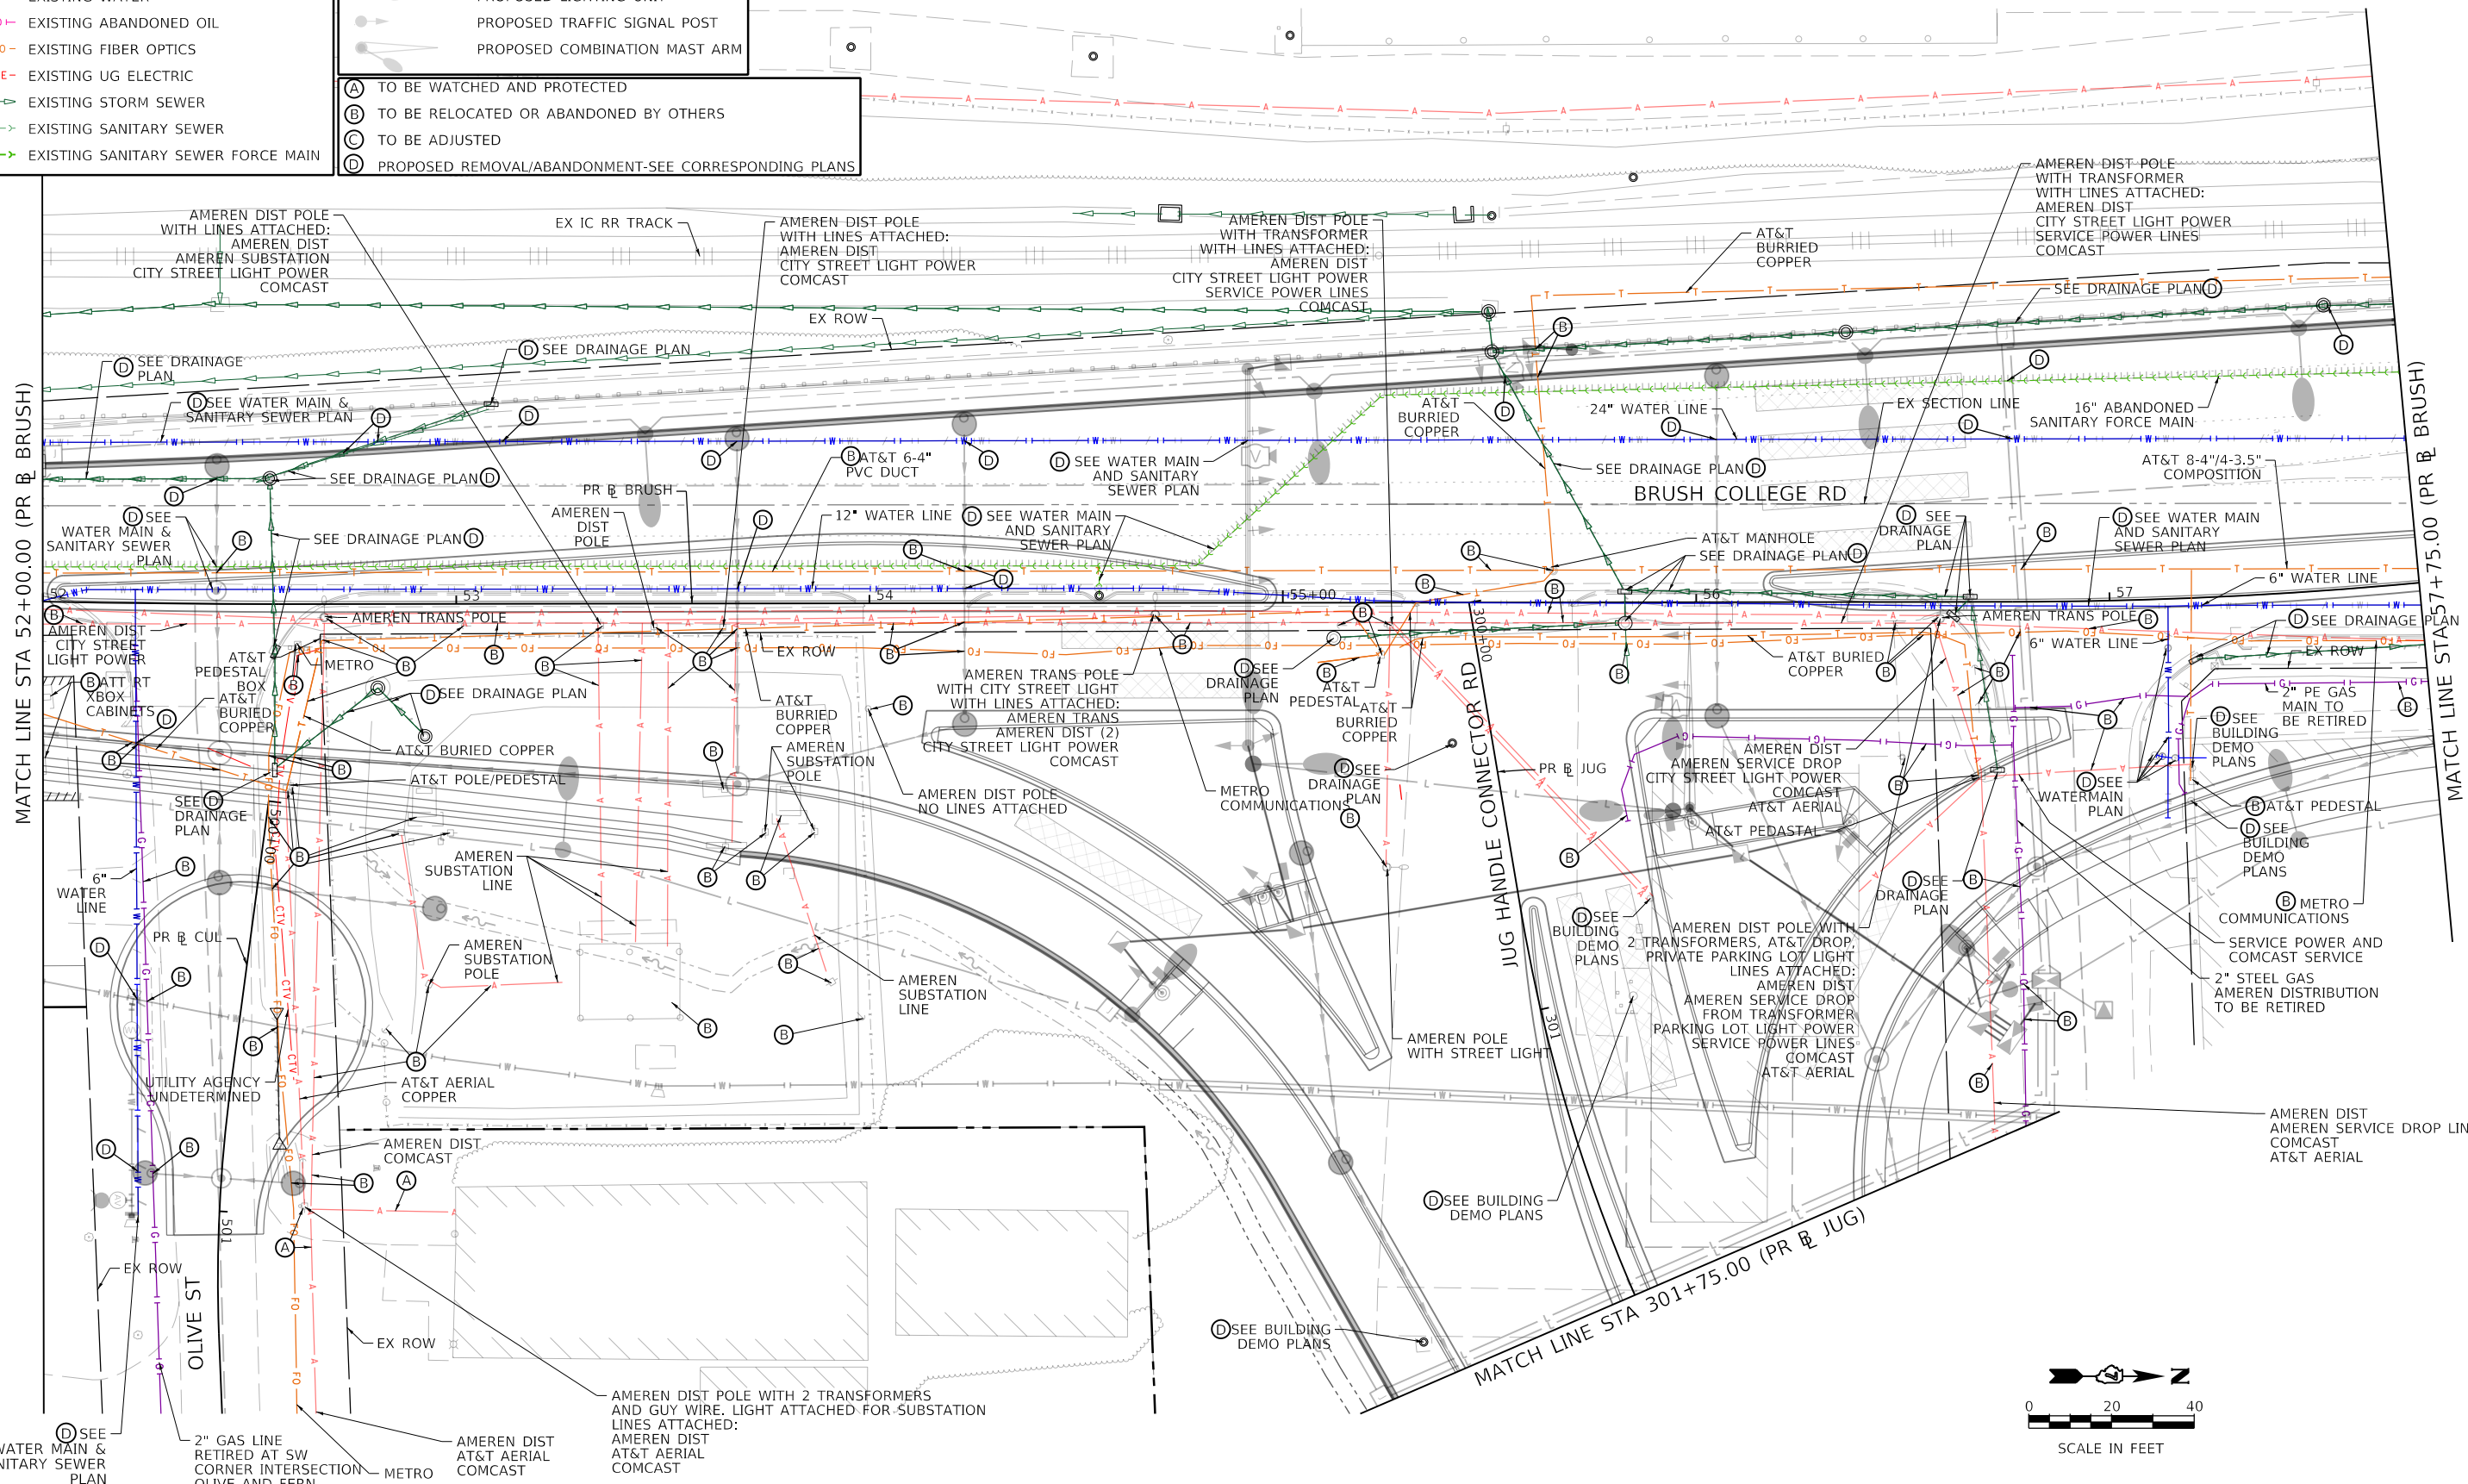 EXISTING ABANDONED OIL
EXISTING FIBER OPTICS
EXISTING UG ELECTRIC
EXISTING STORM SEWER
EXISTING SANITARY SEWER
EXISTING SANITARY SEWER FORCE MAIN
PROPOSED TRAFFIC SIGNAL POST
PROPOSED COMBINATION MAST ARM
A TO BE WATCHED AND PROTECTED
B TO BE RELOCATED OR ABANDONED BY OTHERS
C TO BE ADJUSTED
D PROPOSED REMOVAL/ABANDONMENT-SEE CORRESPONDING PLANS
AMEREN DIST POLE
WITH LINES ATTACHED:
AMEREN DIST
AMEREN SUBSTATION
CITY STREET LIGHT POWER
COMCAST
EX IC RR TRACK
AMEREN DIST POLE
WITH LINES ATTACHED:
AMEREN DIST
CITY STREET LIGHT POWER
COMCAST
AMEREN DIST POLE
WITH TRANSFORMER
WITH LINES ATTACHED:
AMEREN DIST
CITY STREET LIGHT POWER
SERVICE POWER LINES
COMCAST
AT&T
BURRIED
COPPER
AMEREN DIST POLE
WITH TRANSFORMER
WITH LINES ATTACHED:
AMEREN DIST
CITY STREET LIGHT POWER
SERVICE POWER LINES
COMCAST
SEE DRAINAGE PLAN D
EX ROW
D SEE DRAINAGE PLAN
D SEE DRAINAGE
PLAN
D SEE WATER MAIN &
SANITARY SEWER PLAN
AT&T
BURRIED
COPPER
24" WATER LINE
EX SECTION LINE
16" ABANDONED
SANITARY FORCE MAIN
SEE DRAINAGE PLAN D
B AT&T 6-4"
PVC DUCT
D SEE WATER MAIN
AND SANITARY
SEWER PLAN
SEE DRAINAGE PLAN D
BRUSH COLLEGE RD
AT&T 8-4"/4-3.5"
COMPOSITION
PR BL BRUSH
AMEREN
DIST
POLE
12" WATER LINE
D SEE WATER MAIN
AND SANITARY
SEWER PLAN
D SEE
WATER MAIN &
SANITARY SEWER
PLAN
SEE DRAINAGE PLAN D
AT&T MANHOLE
SEE DRAINAGE PLAN D
D SEE
DRAINAGE
PLAN
D SEE WATER MAIN
AND SANITARY
SEWER PLAN
6" WATER LINE
52
53
54
55+00
56
57
MATCH LINE STA 52+00.00 (PR BL BRUSH)
MATCH LINE STA 57+75.00 (PR BL BRUSH)
AMEREN DIST
CITY STREET
LIGHT POWER
AMEREN TRANS POLE
AT&T
PEDESTAL
BOX
METRO
EX ROW
AMEREN TRANS POLE
D SEE DRAINAGE PLAN
6" WATER LINE
EX ROW
AT&T BURIED
COPPER
B ATT RT
XBOX
CABINETS
AT&T
BURIED
COPPER
D SEE DRAINAGE PLAN
AT&T BURIED COPPER
AT&T POLE/PEDESTAL
AT&T
BURRIED
COPPER
AMEREN
SUBSTATION
POLE
AMEREN TRANS POLE
WITH CITY STREET LIGHT
WITH LINES ATTACHED:
AMEREN TRANS
AMEREN DIST (2)
CITY STREET LIGHT POWER
COMCAST
AMEREN DIST POLE
NO LINES ATTACHED
METRO
COMMUNICATIONS
D SEE
DRAINAGE
PLAN
AT&T
PEDESTAL
AT&T
BURRIED
COPPER
D SEE
DRAINAGE
PLAN
PR BL JUG
300+00
JUG HANDLE CONNECTOR RD
2" PE GAS
MAIN TO
BE RETIRED
D SEE
BUILDING
DEMO
PLANS
AMEREN DIST
AMEREN SERVICE DROP
CITY STREET LIGHT POWER
COMCAST
AT&T AERIAL
AT&T PEDASTAL
D SEE
WATERMAIN
PLAN
B AT&T PEDESTAL
D SEE
BUILDING
DEMO
PLANS
SEE D
DRAINAGE
PLAN
500+00
6"
WATER
LINE
AMEREN
SUBSTATION
LINE
D SEE
DRAINAGE
PLAN
B METRO
COMMUNICATIONS
SERVICE POWER AND
COMCAST SERVICE
2" STEEL GAS
AMEREN DISTRIBUTION
TO BE RETIRED
PR BL CUL
AMEREN
SUBSTATION
POLE
AMEREN
SUBSTATION
LINE
D SEE
BUILDING
DEMO
PLANS
AMEREN DIST POLE WITH
2 TRANSFORMERS, AT&T DROP,
PRIVATE PARKING LOT LIGHT
LINES ATTACHED:
AMEREN DIST
AMEREN SERVICE DROP
FROM TRANSFORMER
PARKING LOT LIGHT POWER
SERVICE POWER LINES
COMCAST
AT&T AERIAL
301
AMEREN POLE
WITH STREET LIGHT
UTILITY AGENCY
UNDETERMINED
AT&T AERIAL
COPPER
AMEREN DIST
COMCAST
AMEREN DIST
AMEREN SERVICE DROP LIN
COMCAST
AT&T AERIAL
D SEE BUILDING
DEMO PLANS
501
EX ROW
OLIVE ST
EX ROW
D SEE BUILDING
DEMO PLANS
MATCH LINE STA 301+75.00 (PR BL JUG)
AMEREN DIST POLE WITH 2 TRANSFORMERS
AND GUY WIRE. LIGHT ATTACHED FOR SUBSTATION
LINES ATTACHED:
AMEREN DIST
AT&T AERIAL
COMCAST
D SEE
WATER MAIN &
NITARY SEWER
PLAN
2" GAS LINE
RETIRED AT SW
CORNER INTERSECTION
OLIVE AND FERN
METRO
AMEREN DIST
AT&T AERIAL
COMCAST
N
0 20 40
SCALE IN FEET